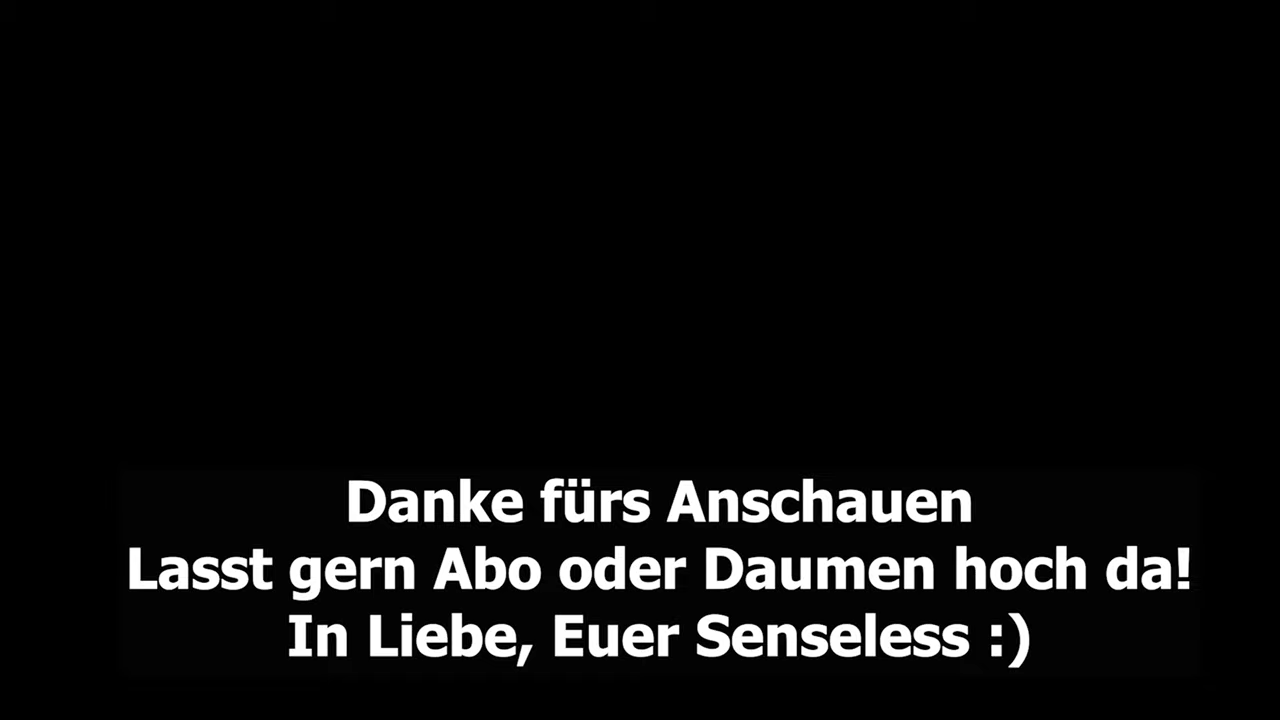 Danke fürs Anschauen
Lasst gern Abo oder Daumen hoch da!
In Liebe, Euer Senseless :)